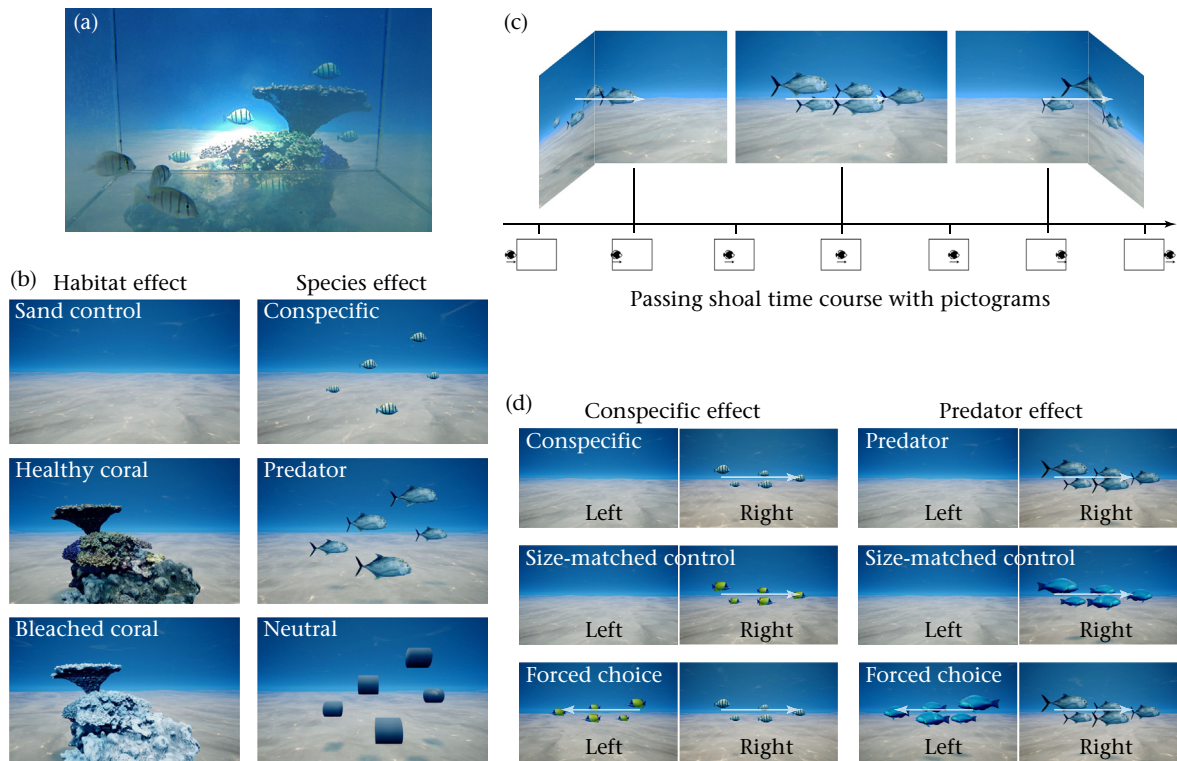 (a)
(c)
Passing shoal time course with pictograms
(b)
Habitat effect
Species effect
Sand control
Conspecific
Healthy coral
Predator
Bleached coral
Neutral
(d)
Conspecific effect
Predator effect
Conspecific
Left
Right
Predator
Left
Right
Size-matched control
Left
Right
Size-matched control
Left
Right
Forced choice
Left
Right
Forced choice
Left
Right